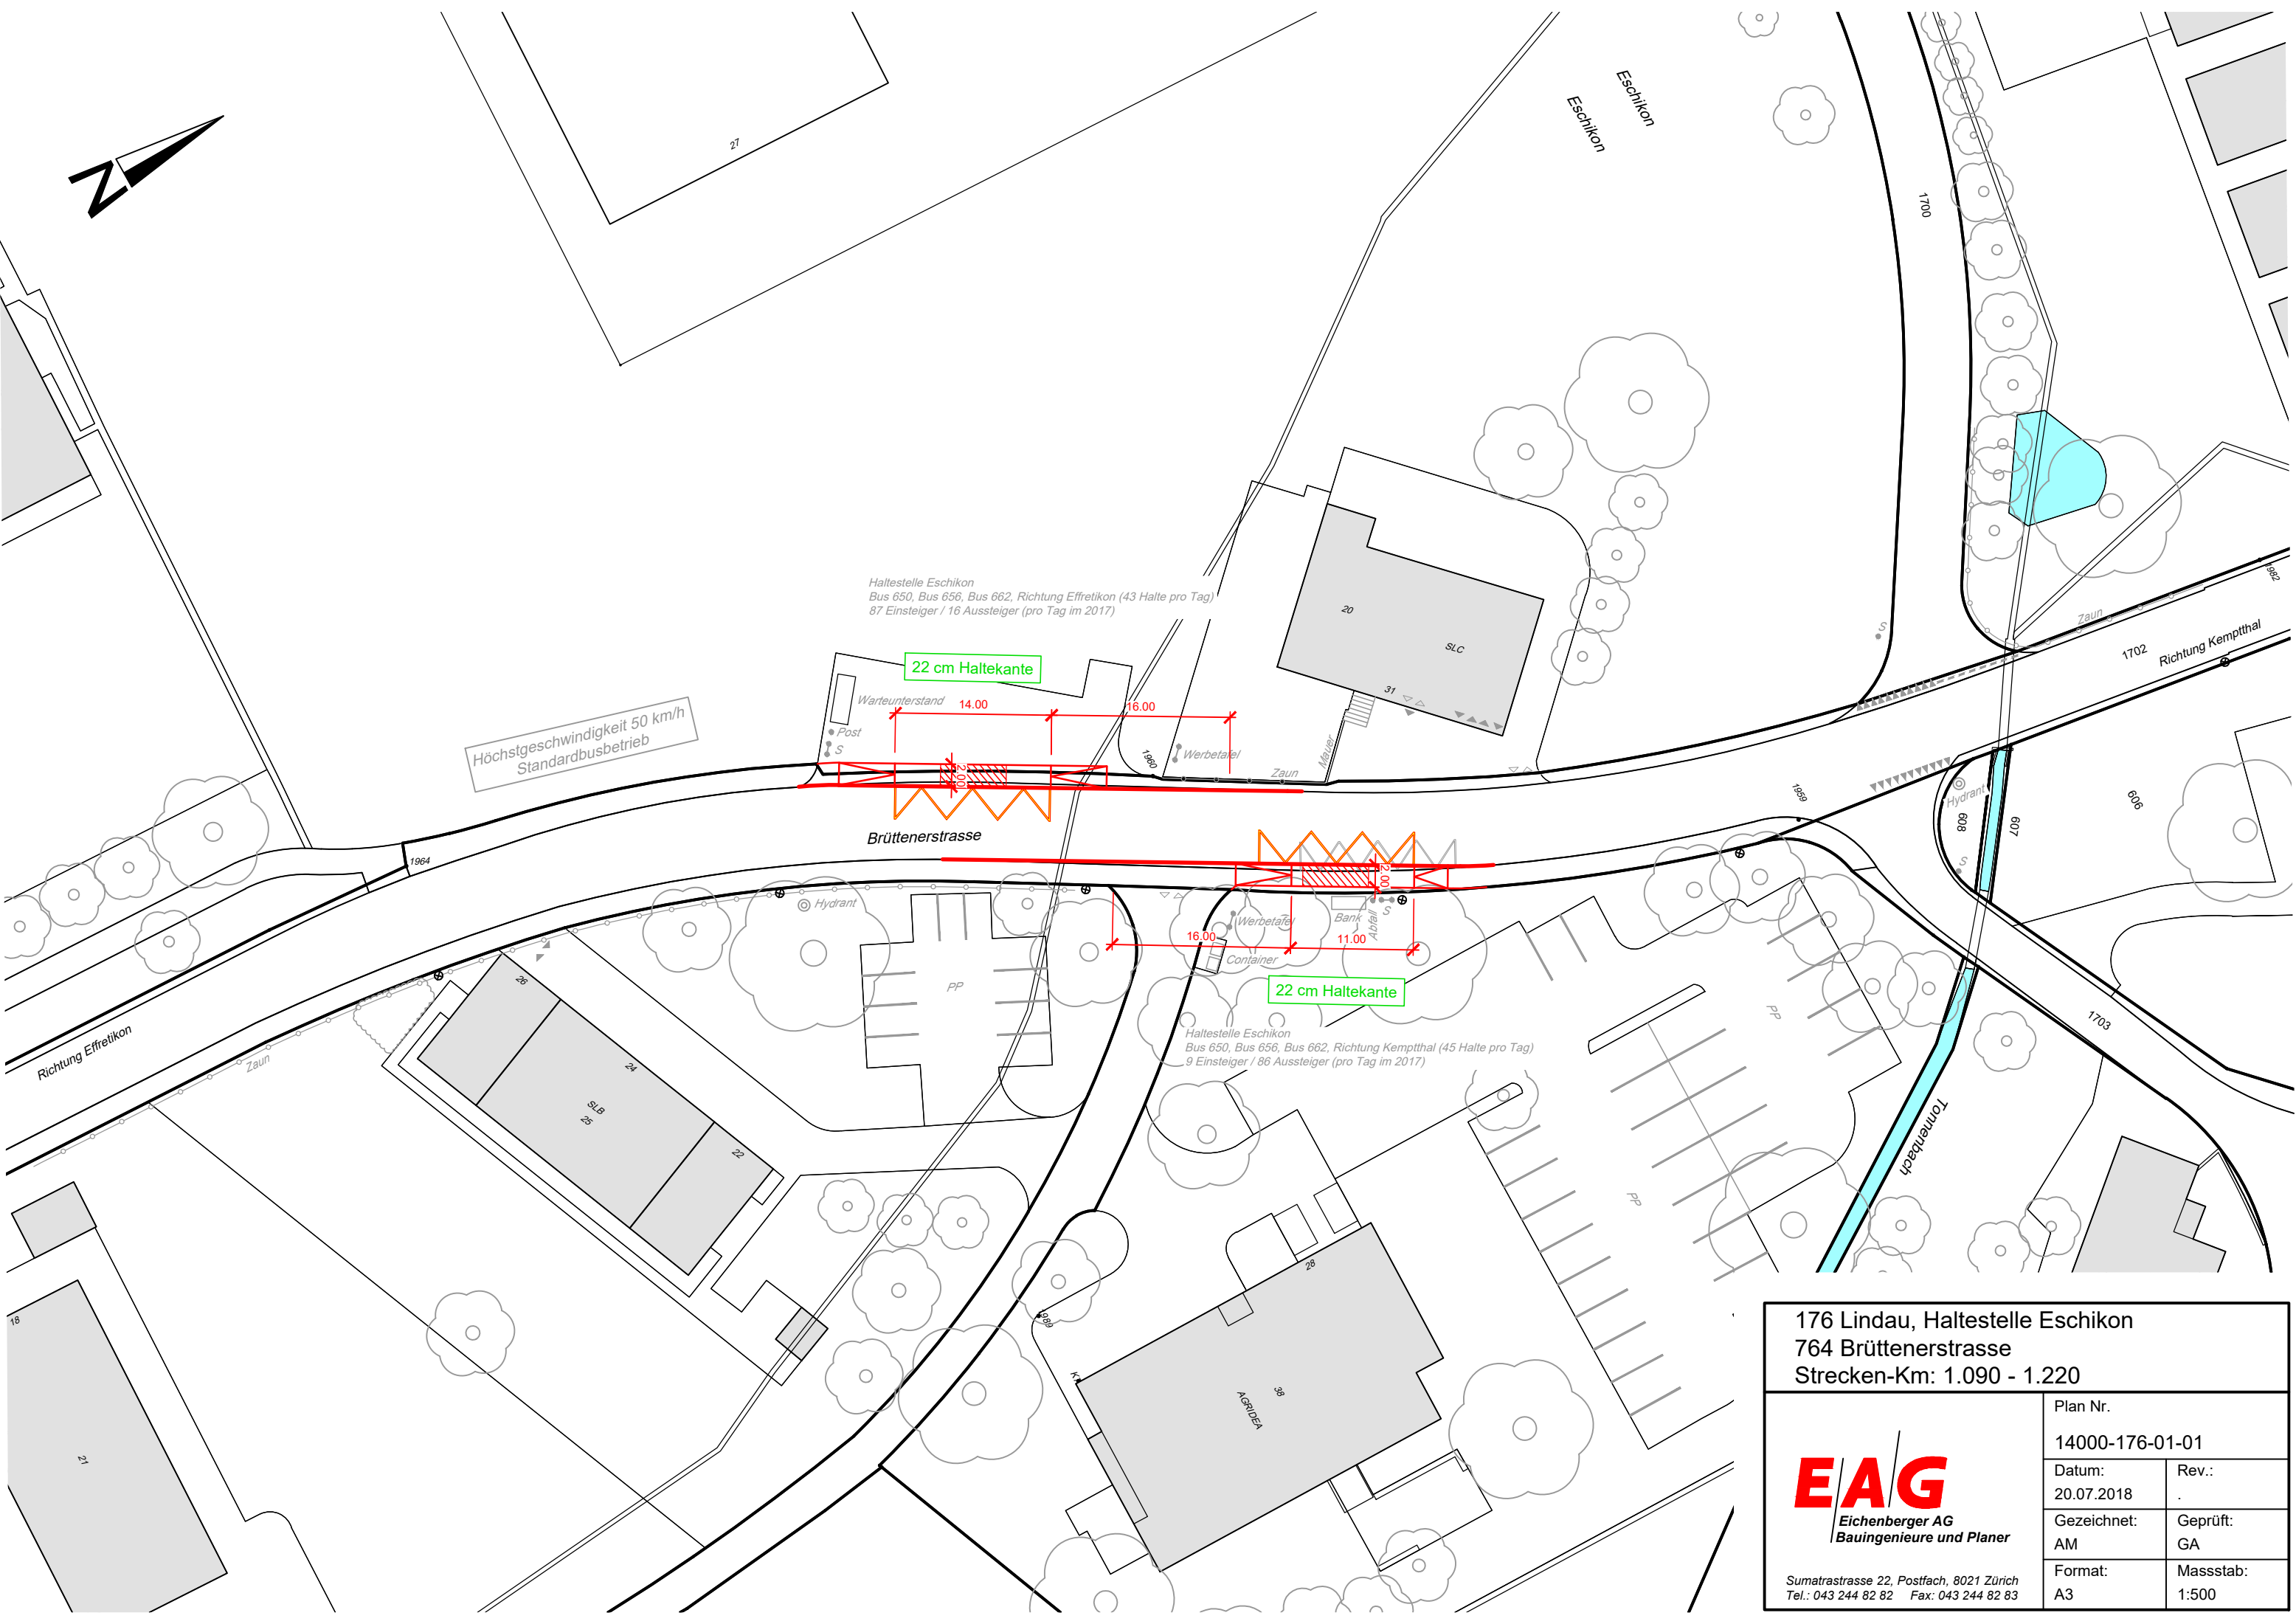 N
27
Eschikon
Eschikon
1700
Haltestelle Eschikon
Bus 650, Bus 656, Bus 662, Richtung Effretikon (43 Halte pro Tag)
87 Einsteiger / 16 Aussteiger (pro Tag im 2017)
22 cm Haltekante
Warteunterstand
14.00
16.00
Post
S
Höchstgeschwindigkeit 50 km/h
Standardbusbetrieb
2.00
1960
Werbetafel
Zaun
Mauer
20
SLC
31
S
Zaun
1982
1702
Richtung Kemptthal
Brüttenerstrasse
1964
1959
Hydrant
608
607
606
S
Hydrant
2.00
Werbetafel
Bank
Abfall
S
16.00
11.00
Container
22 cm Haltekante
PP
Haltestelle Eschikon
Bus 650, Bus 656, Bus 662, Richtung Kemptthal (45 Halte pro Tag)
9 Einsteiger / 86 Aussteiger (pro Tag im 2017)
PP
PP
1703
Tonnenbach
Richtung Effretikon
Zaun
26
24
SLB
25
22
18
21
1989
28
38
AGRIDEA
176 Lindau, Haltestelle Eschikon
764 Brüttenerstrasse
Strecken-Km: 1.090 - 1.220
EAG
Eichenberger AG
Bauingenieure und Planer
Sumatrastrasse 22, Postfach, 8021 Zürich
Tel.: 043 244 82 82 Fax: 043 244 82 83
Plan Nr.
14000-176-01-01
Datum:
20.07.2018
Rev.:
.
Gezeichnet:
AM
Geprüft:
GA
Format:
A3
Massstab:
1:500